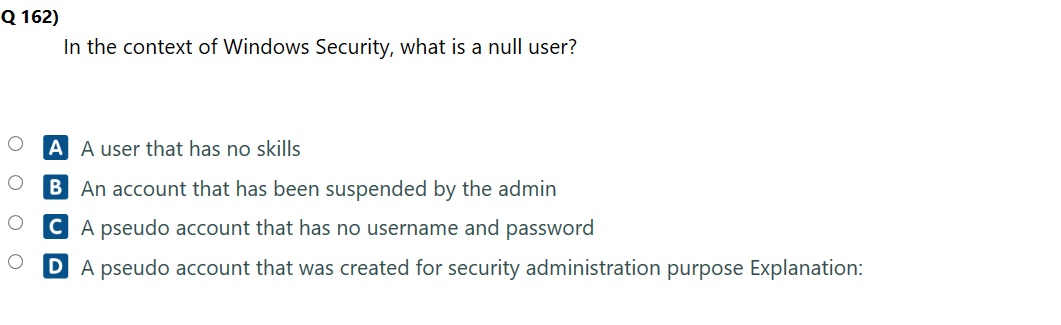 Q 162)
In the context of Windows Security, what is a null user?
A A user that has no skills
B An account that has been suspended by the admin
C A pseudo account that has no username and password
D A pseudo account that was created for security administration purpose Explanation: